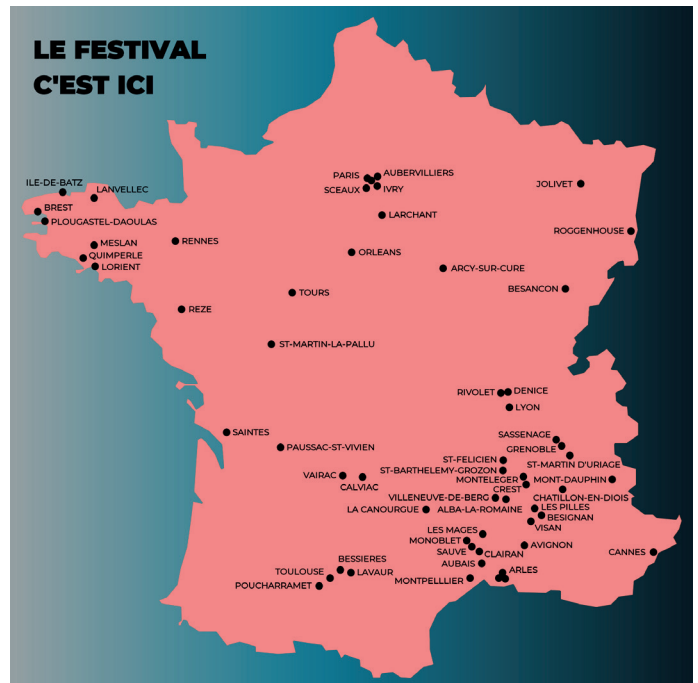 LE FESTIVAL
C'EST ICI
PARIS
AUBERVILLIERS
SCEAUX
IVRY
ILE-DE-BATZ
LANVELLEC
JOLIVET
BREST
PLOUGASTEL-DAOULAS
LARCHANT
ROGGENHOUSE
MESLAN
RENNES
QUIMPERLE
LORIENT
ORLEANS
ARCY-SUR-CURE
TOURS
BESANCON
REZE
ST-MARTIN-LA-PALLU
RIVOLET
DENICE
LYON
SAINTES
SASSENAGE
PAUSSAC-ST-VIVIEN
GRENOBLE
ST-FELICIEN
ST-MARTIN D'URIAGE
ST-BARTHELEMY-GROZON
VAIRAC
CALVIAC
MONTELEGER
MONT-DAUPHIN
CREST
VILLENEUVE-DE-BERG
CHATILLON-EN-DIOIS
LA CANOURGUE
ALBA-LA-ROMAINE
LES PILLES
BESIGNAN
VISAN
LES MAGES
MONOBLET
SAUVE
CLAIRAN
AVIGNON
CANNES
BESSIERES
AUBAIS
TOULOUSE
LAVAUR
ARLES
POUCHARRAMET
MONTPELLLIER